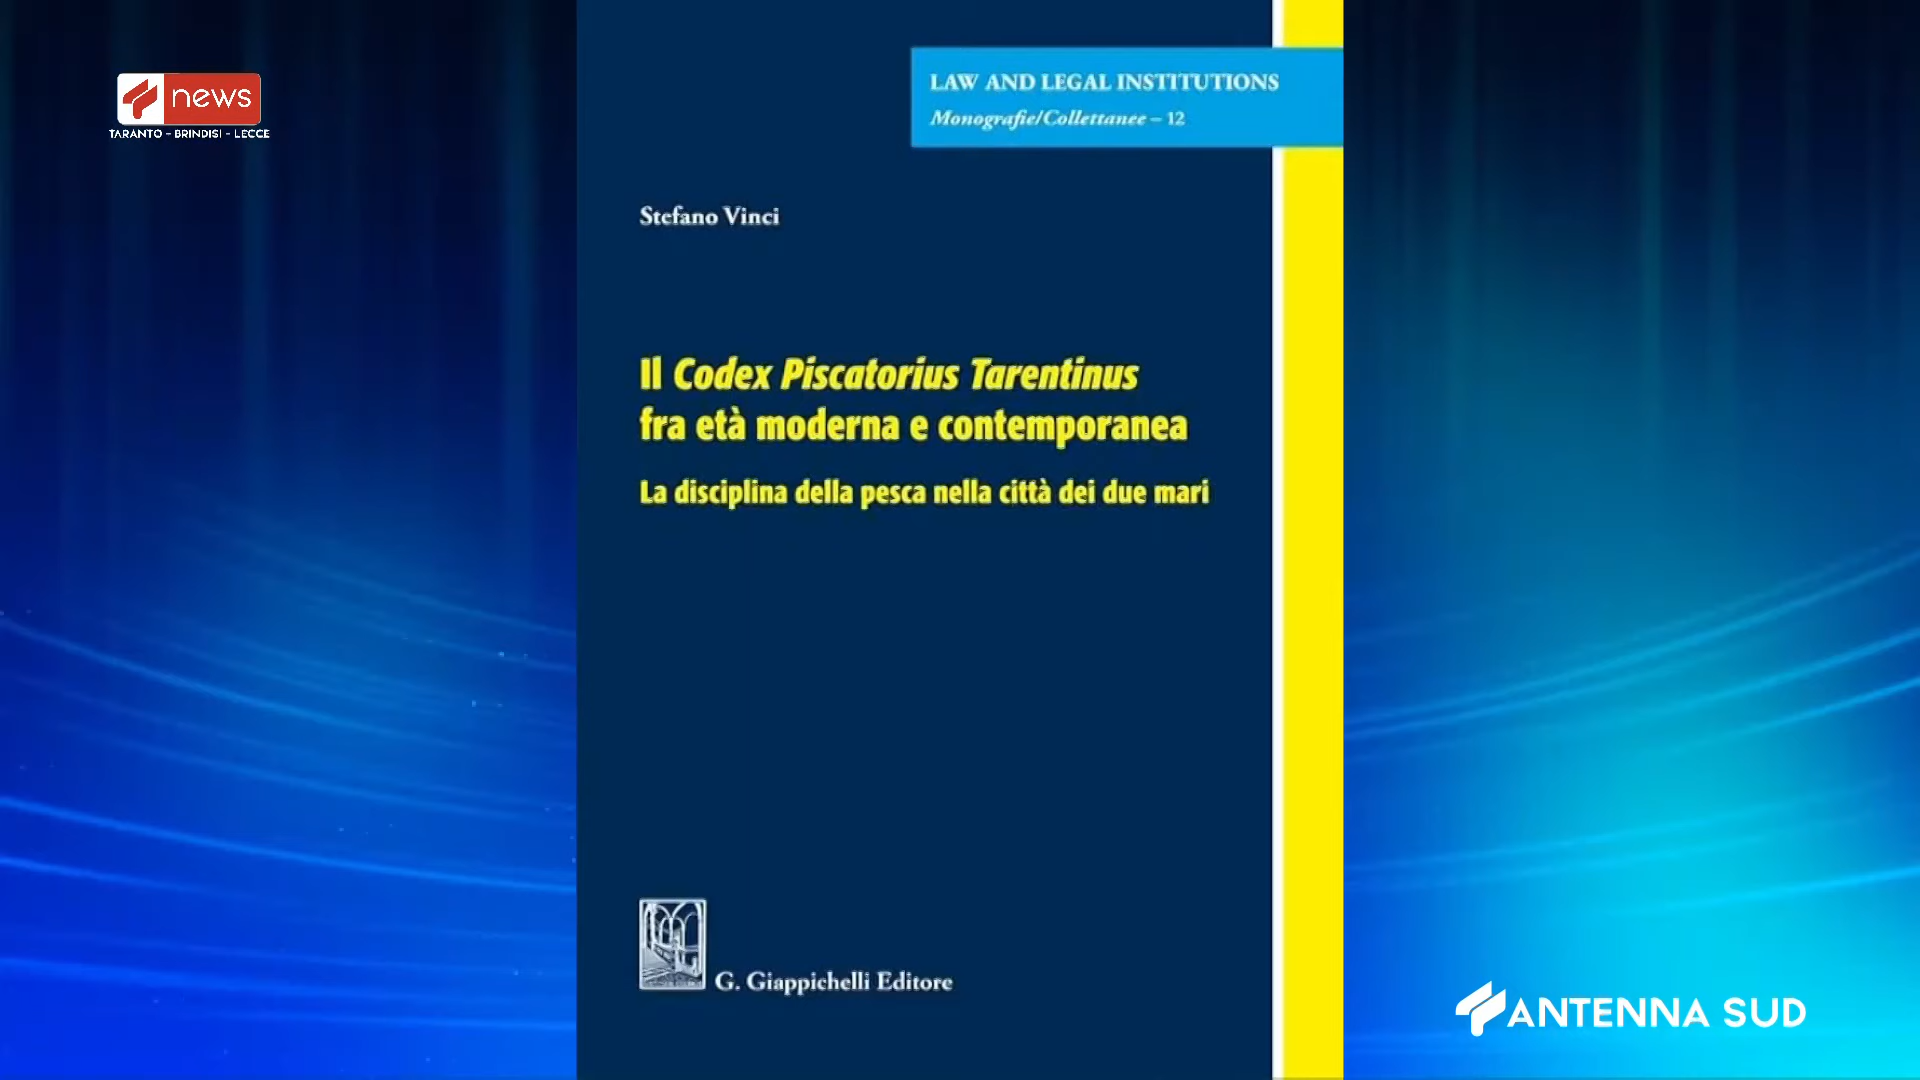 news
TARANTO - BRINDISI - LECCE
LAW AND LEGAL INSTITUTIONS
Monografie/Collettanee – 12
Stefano Vinci
Il Codex Piscatorius Tarentinus
fra età moderna e contemporanea
La disciplina della pesca nella città dei due mari
G. Giappichelli Editore
ANTENNA SUD